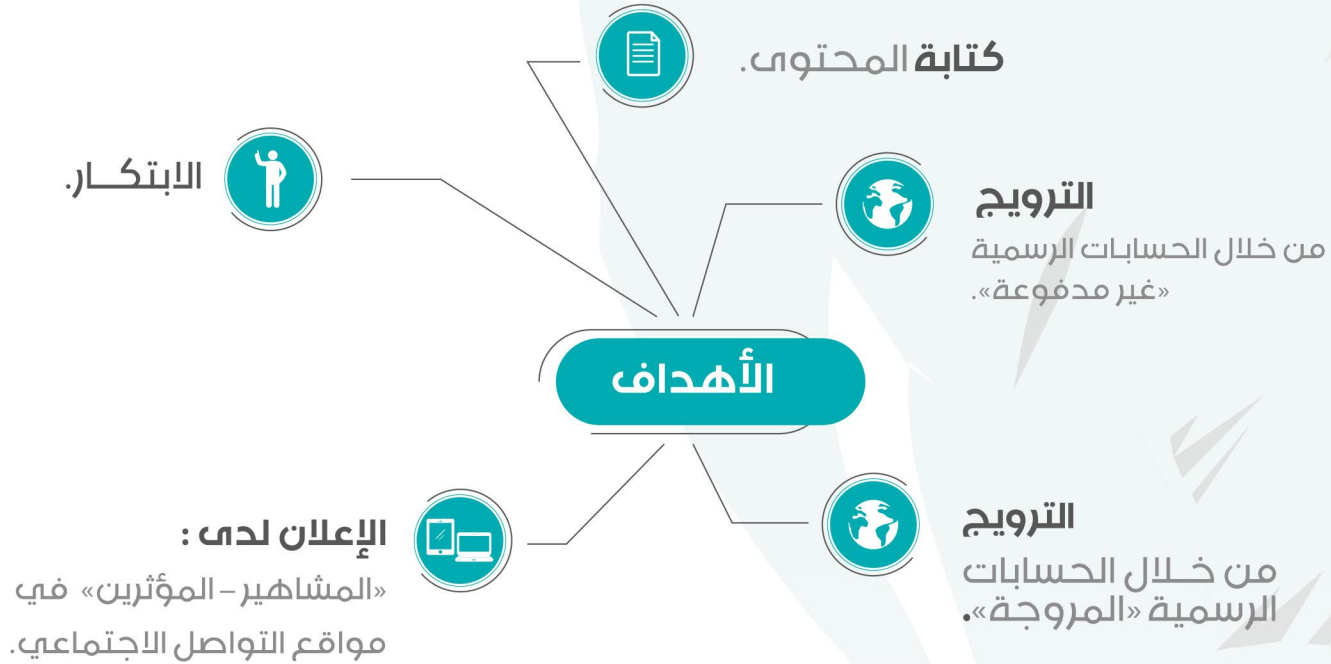 كتابة المحتوى.
الابتكــار.
الترويج
من خلال الحسابات الرسمية
«غير مدفوعة».
الأهداف
الترويج
من خــلال الحسابات
الرسمية «المروجة».
الإعلان لدى :
«المشاهير – المؤثرين» في
مواقع التواصل الاجتماعي.